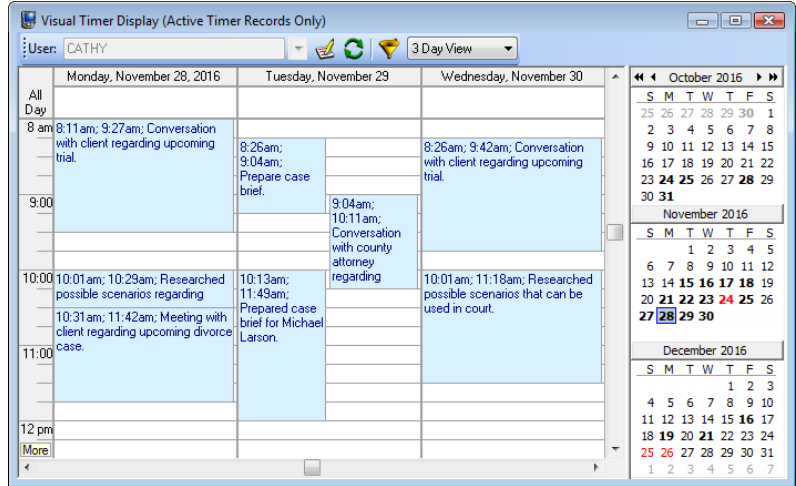 Visual Timer Display (Active Timer Records Only)
User: CATHY 3 Day View
Monday, November 28, 2016 Tuesday, November 29 Wednesday, November 30
All
Day
8 am
9:00
10:00
11:00
12 pm
More
8:11am; 9:27am; Conversation
with client regarding upcoming
trial.
10:01am; 10:29am; Researched
possible scenarios regarding
10:31am; 11:42am; Meeting with
client regarding upcoming divorce
case.
8:26am;
9:04am;
Prepare case
brief.
9:04am;
10:11am;
Conversation
with county
attorney
regarding
10:13am;
11:49am;
Prepared case
brief for Michael
Larson.
8:26am; 9:42am; Conversation
with client regarding upcoming
trial.
10:01am; 11:18am; Researched
possible scenarios that can be
used in court.
October 2016
S M T W T F S
25 26 27 28 29 30 1
2 3 4 5 6 7 8
9 10 11 12 13 14 15
16 17 18 19 20 21 22
23 24 25 26 27 28 29
30 31
November 2016
S M T W T F S
1 2 3 4 5
6 7 8 9 10 11 12
13 14 15 16 17 18 19
20 21 22 23 24 25 26
27 28 29 30
December 2016
S M T W T F S
1 2 3
4 5 6 7 8 9 10
11 12 13 14 15 16 17
18 19 20 21 22 23 24
25 26 27 28 29 30 31
1 2 3 4 5 6 7